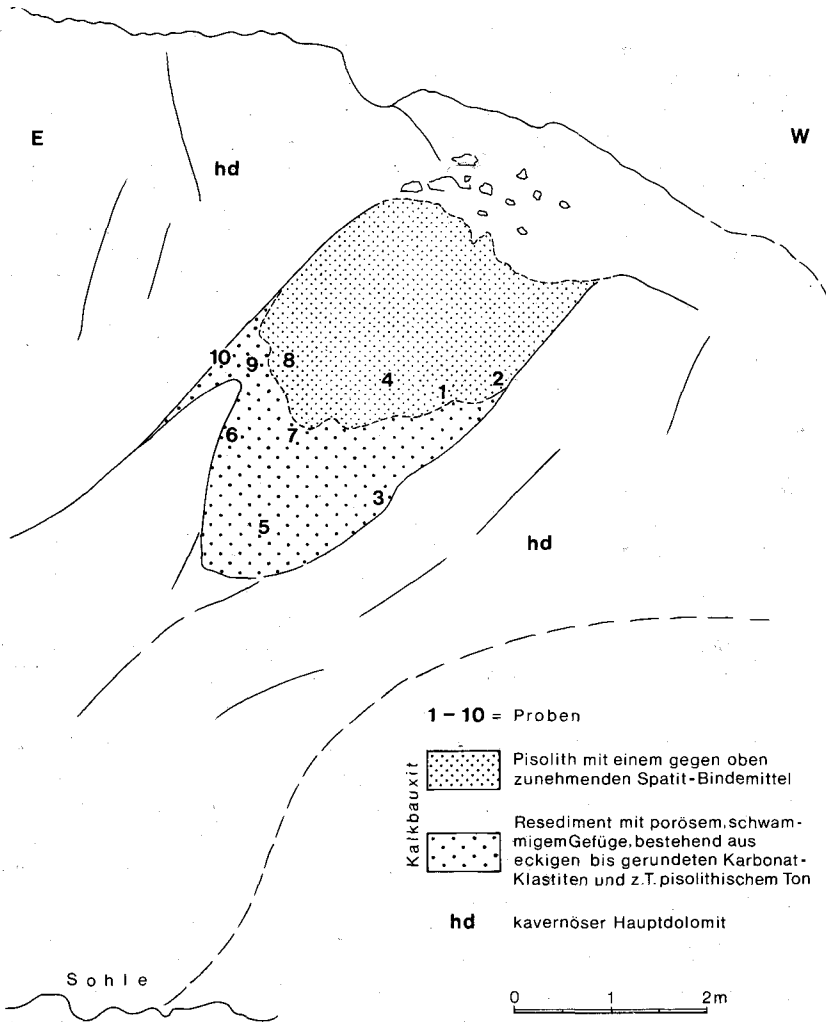 E
W
hd
10
9
8
4
1
2
6
7
3
5
hd
1 – 10 = Proben
Kalkbauxit
Pisolith mit einem gegen oben
zunehmenden Spatit-Bindemittel
Resediment mit porösem, schwam-
migem Gefüge, bestehend aus
eckigen bis gerundeten Karbonat-
Klastiten und z.T. pisolithischem Ton
hd kavernöser Hauptdolomit
Sohle
0 1 2m